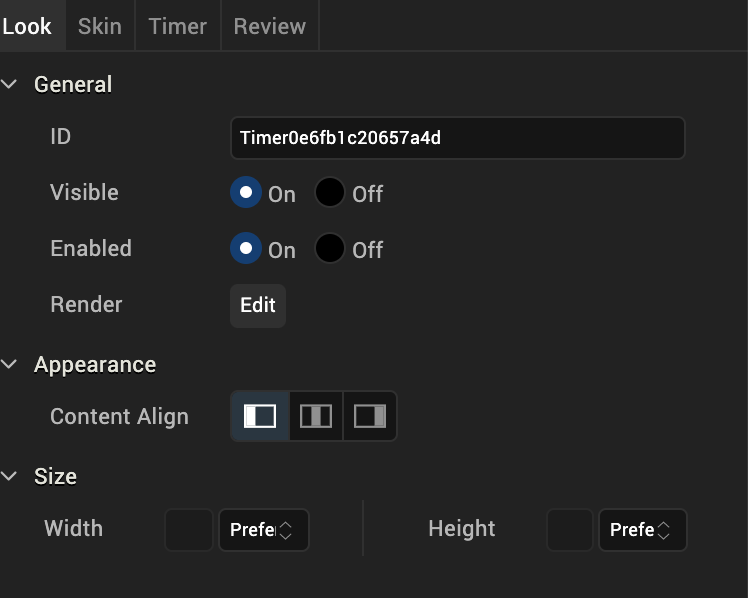 Look Skin Timer Review
General
ID Timer0e6fb1c20657a4d
Visible On Off
Enabled On Off
Render Edit
Appearance
Content Align
Size
Width Prefe Height Prefe